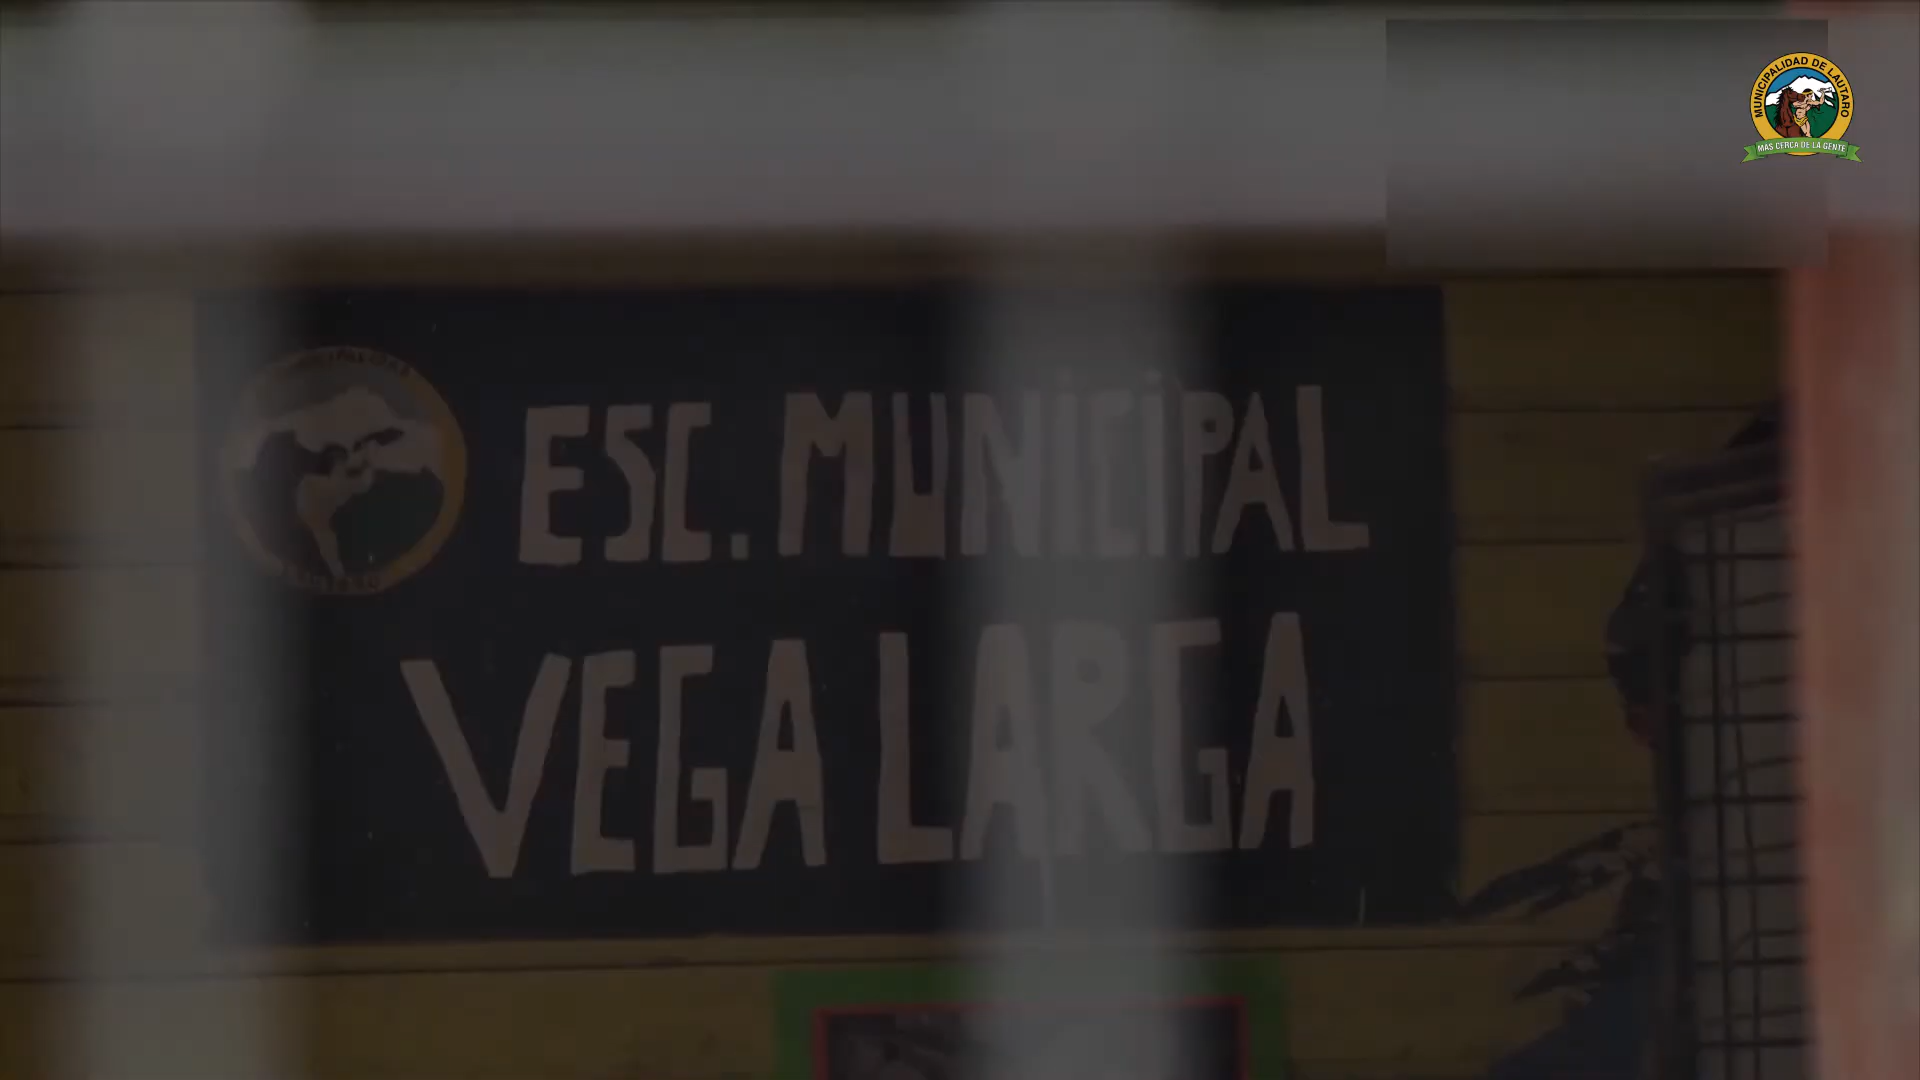 MUNICIPALIDAD DE LAUTARO
MAS CERCA DE LA GENTE
ESC. MUNICIPAL
VEGA LARGA